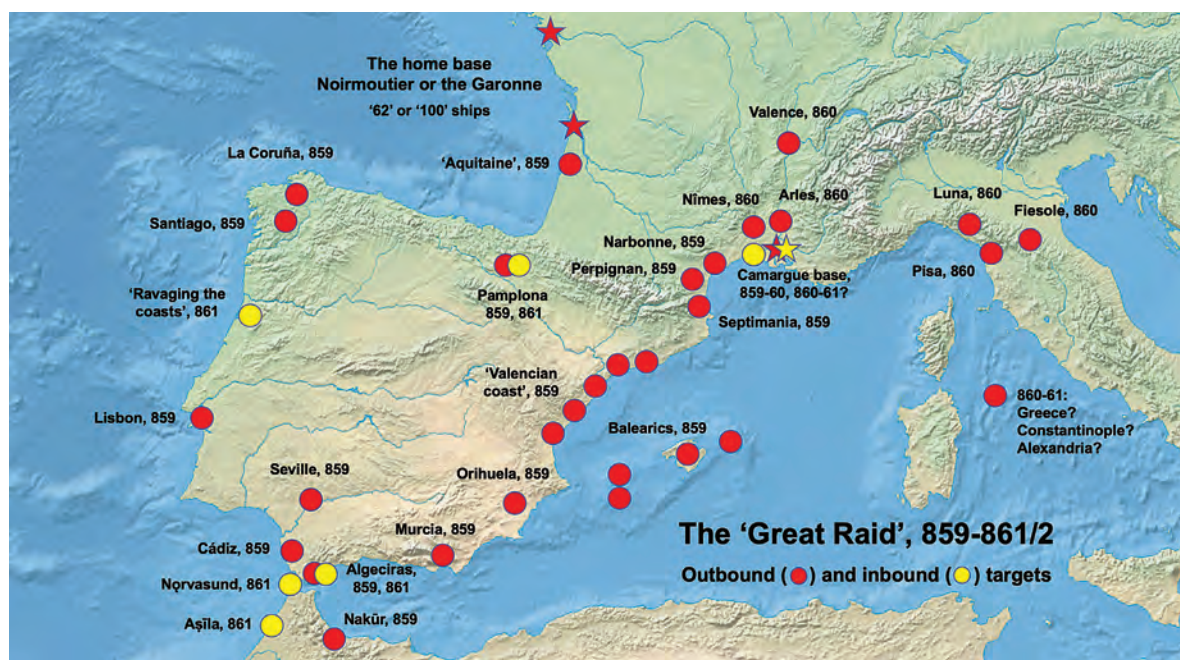 The home base
Noirmoutier or the Garonne
‘62’ or ‘100’ ships
Valence, 860
La Coruña, 859
‘Aquitaine’, 859
Nîmes, 860
Arles, 860
Luna, 860
Fiesole, 860
Santiago, 859
Narbonne, 859
Perpignan, 859
Camargue base,
859-60, 860-61?
Pisa, 860
‘Ravaging the
coasts’, 861
Pamplona
859, 861
Septimania, 859
‘Valencian
coast’, 859
860-61:
Greece?
Constantinople?
Alexandria?
Lisbon, 859
Balearics, 859
Seville, 859
Orihuela, 859
Murcia, 859
The ‘Great Raid’, 859-861/2
Cádiz, 859
Algeciras,
859, 861
Outbound ( ) and inbound ( ) targets
Nǫrvasund, 861
Aşīla, 861
Nakūr, 859